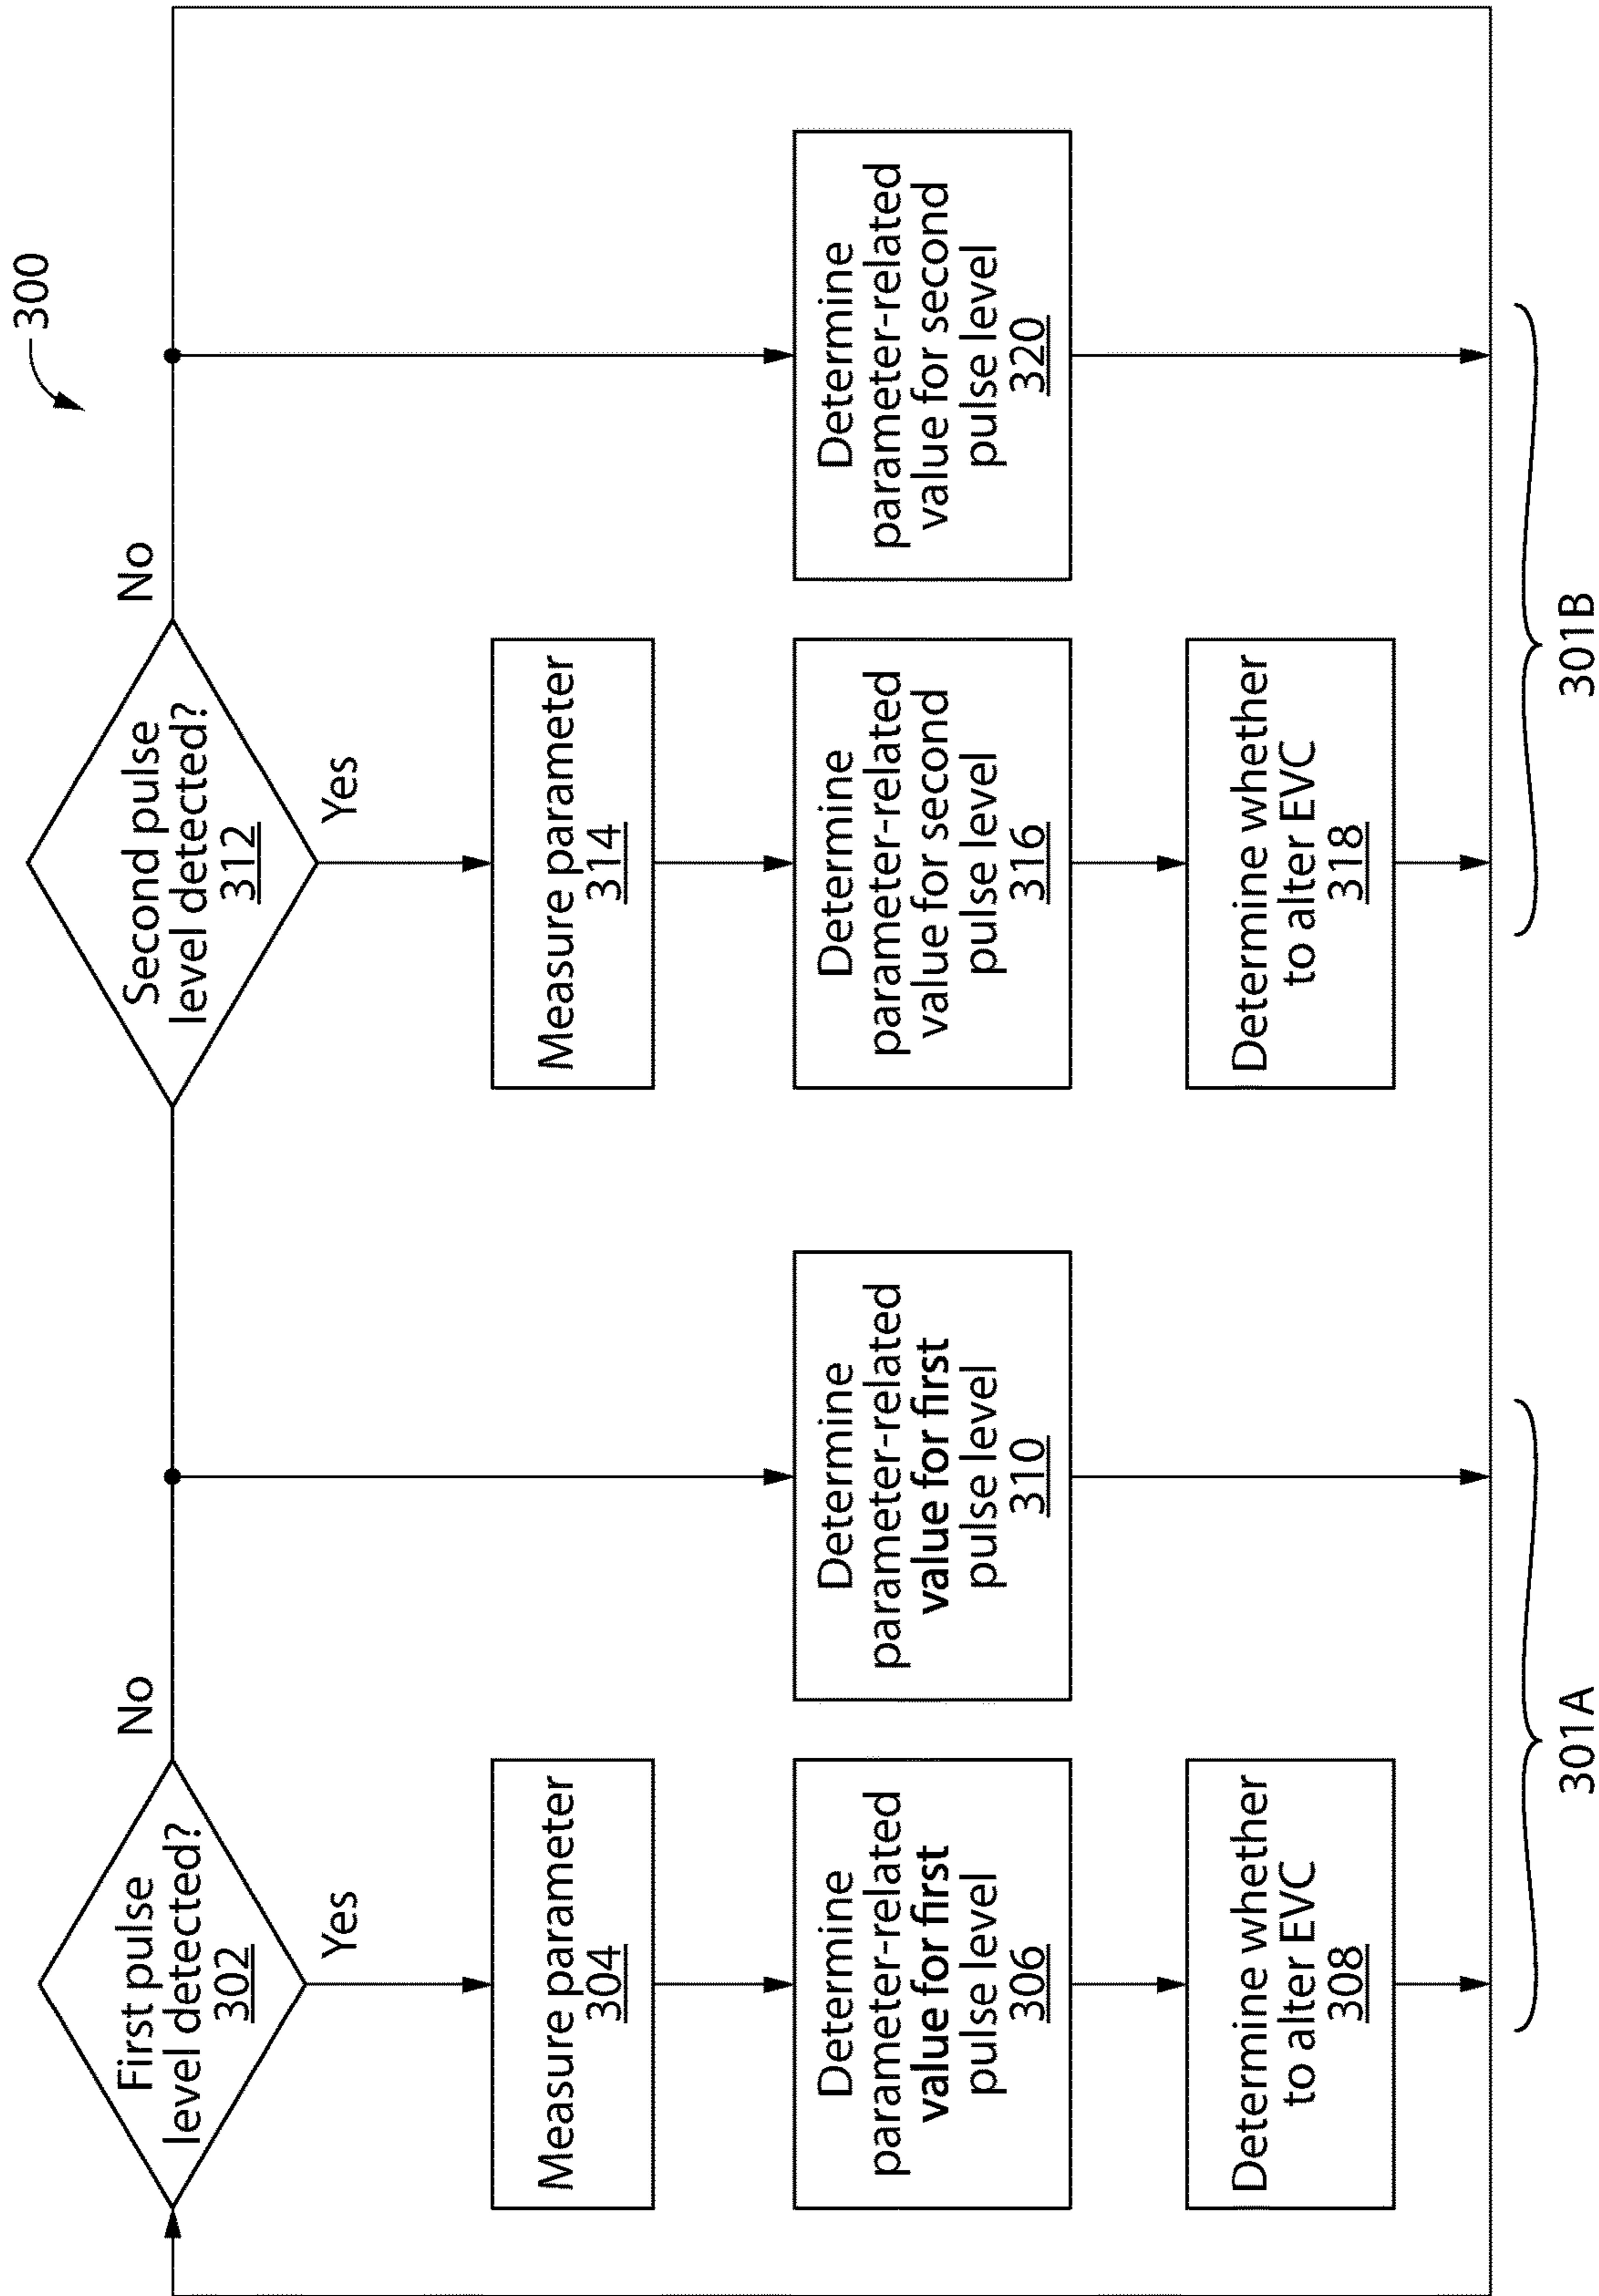 300
First pulse
level detected?
302
No
Yes
Measure parameter
304
Determine
parameter-related
value for first
pulse level
306
Determine whether
to alter EVC
308
Determine
parameter-related
value for first
pulse level
310
301A
Second pulse
level detected?
312
No
Yes
Measure parameter
314
Determine
parameter-related
value for second
pulse level
316
Determine whether
to alter EVC
318
Determine
parameter-related
value for second
pulse level
320
301B